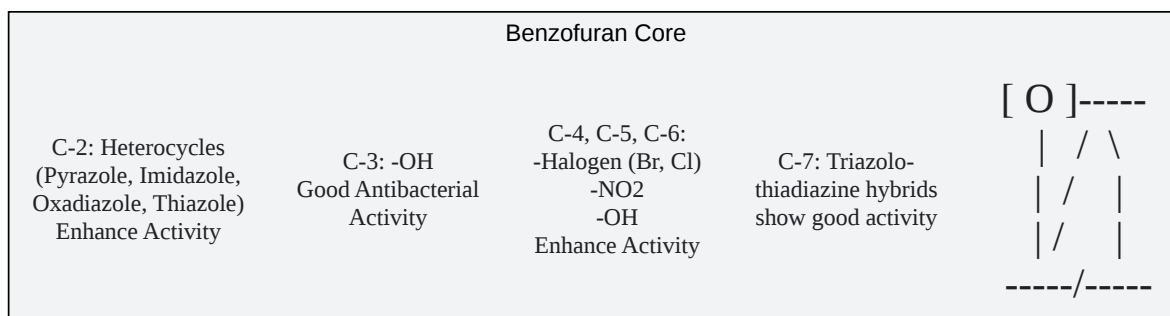 Benzofuran Core
C-2: Heterocycles
(Pyrazole, Imidazole,
Oxadiazole, Thiazole)
Enhance Activity
C-3: -OH
Good Antibacterial
Activity
C-4, C-5, C-6:
-Halogen (Br, Cl)
-NO2
-OH
Enhance Activity
C-7: Triazolo-
thiadiazine hybrids
show good activity
[ O ]-----
| / \
| / |
| / |
-----/-----